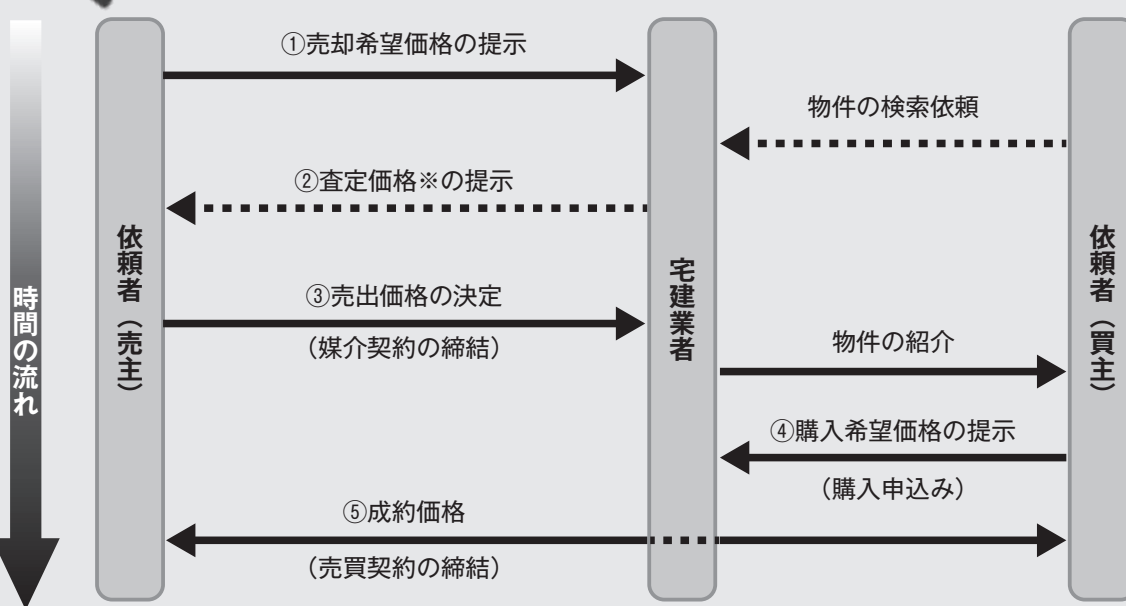 時間の流れ
依頼者（売主）
宅建業者
依頼者（買主）
①売却希望価格の提示
物件の検索依頼
②査定価格※の提示
③売出価格の決定
（媒介契約の締結）
物件の紹介
④購入希望価格の提示
（購入申込み）
⑤成約価格
（売買契約の締結）